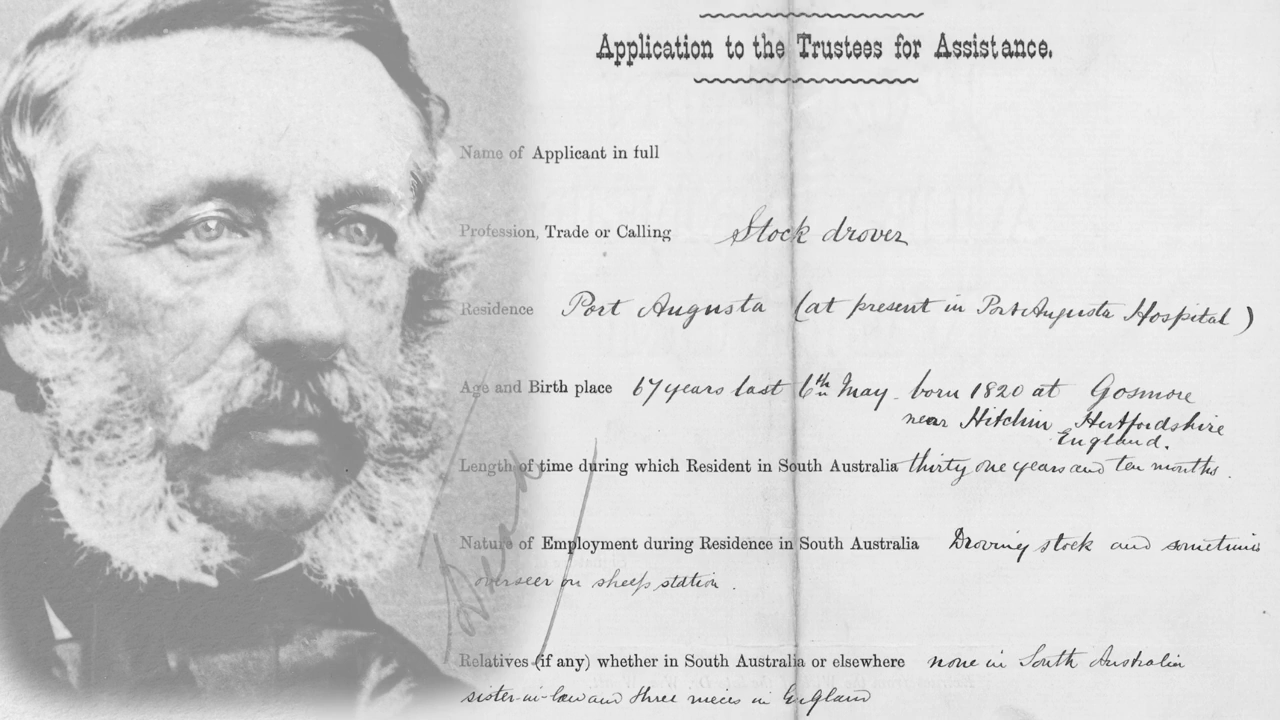 Application to the Trustees for Assistance.
Name of Applicant in full
Profession, Trade or Calling Stock drover
Residence Port Augusta (at present in Port Augusta Hospital)
Age and Birth place 67 years last 6th May born 1820 at Gosmore
near Hitchin Hertfordshire
England.
Length of time during which Resident in South Australia thirty one years and ten months.
Nature of Employment during Residence in South Australia Droving stock and sometimes
overseer on sheep station.
Dead
Relatives (if any) whether in South Australia or elsewhere none in South Australia
sister-in-law and three nieces in England